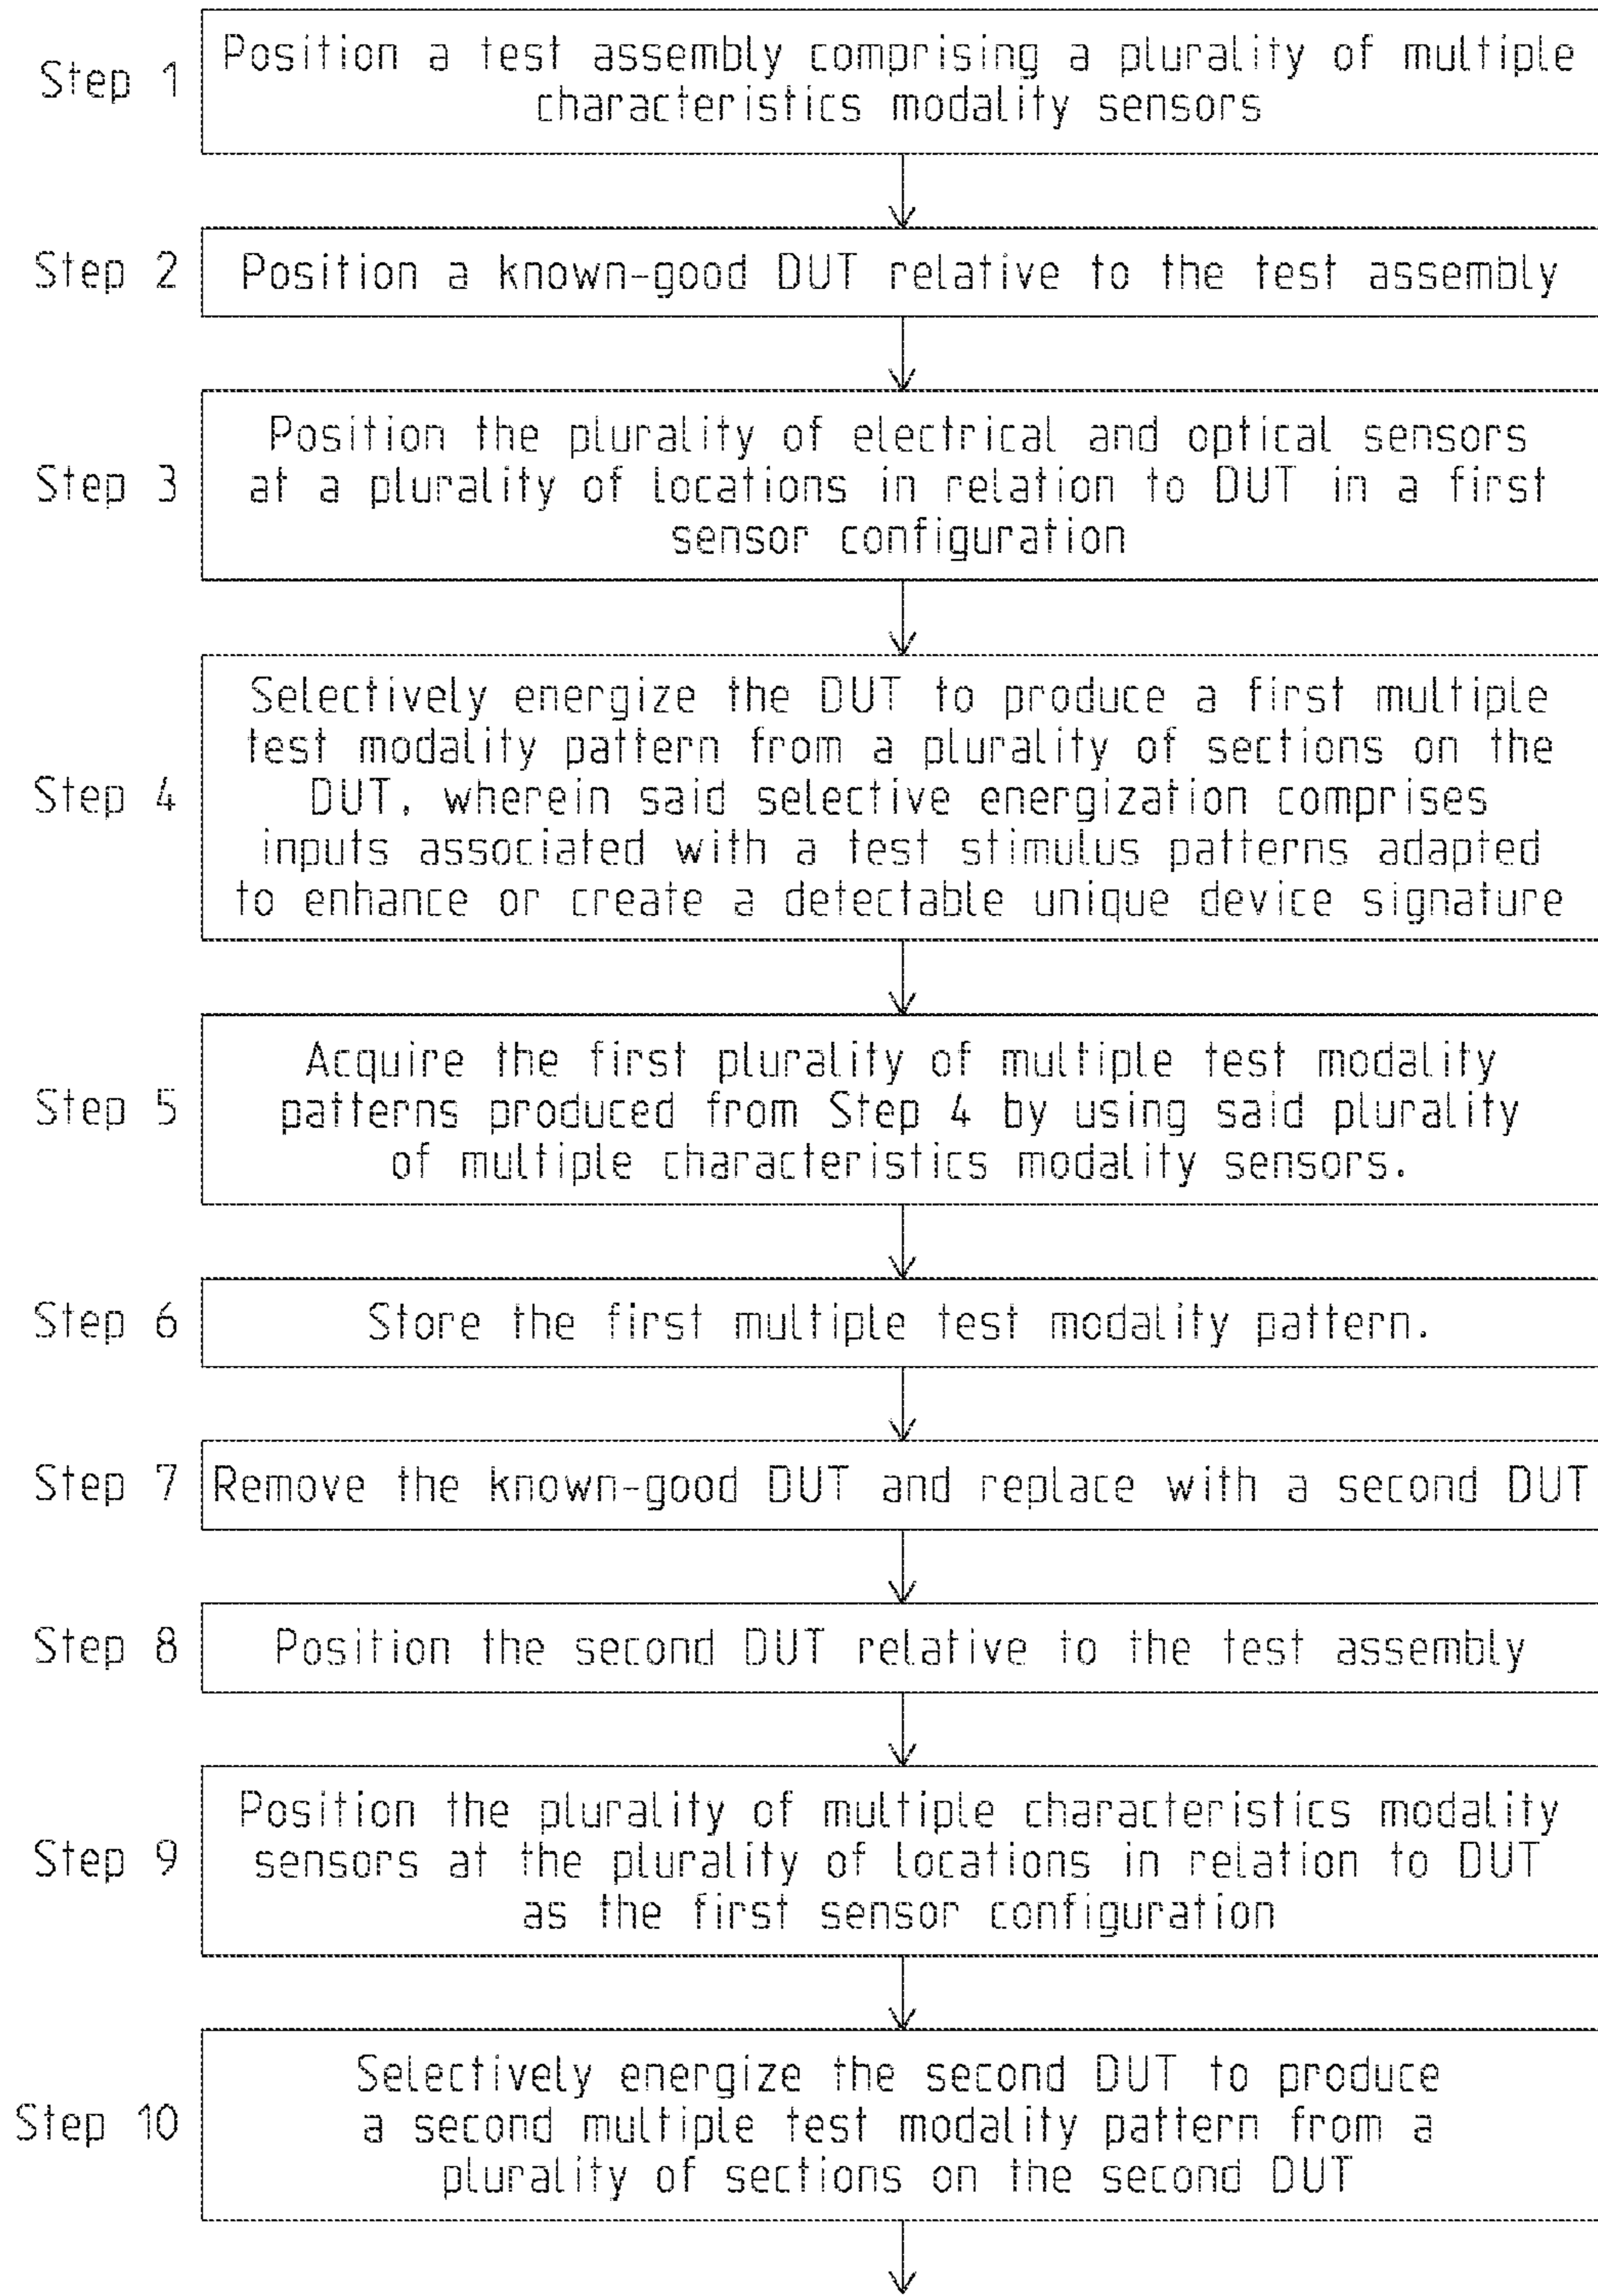 Step 1
Position a test assembly comprising a plurality of multiple
characteristics modality sensors
Step 2
Position a known-good DUT relative to the test assembly
Step 3
Position the plurality of electrical and optical sensors
at a plurality of locations in relation to DUT in a first
sensor configuration
Step 4
Selectively energize the DUT to produce a first multiple
test modality pattern from a plurality of sections on the
DUT, wherein said selective energization comprises
inputs associated with a test stimulus patterns adapted
to enhance or create a detectable unique device signature
Step 5
Acquire the first plurality of multiple test modality
patterns produced from Step 4 by using said plurality
of multiple characteristics modality sensors.
Step 6
Store the first multiple test modality pattern.
Step 7
Remove the known-good DUT and replace with a second DUT
Step 8
Position the second DUT relative to the test assembly
Step 9
Position the plurality of multiple characteristics modality
sensors at the plurality of locations in relation to DUT
as the first sensor configuration
Step 10
Selectively energize the second DUT to produce
a second multiple test modality pattern from a
plurality of sections on the second DUT